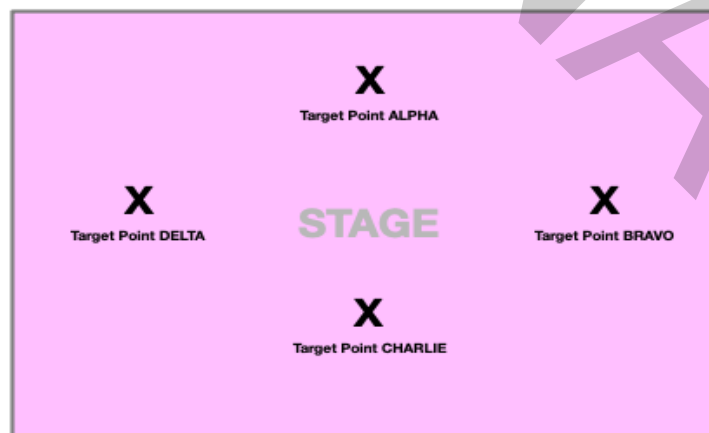 X
Target Point ALPHA
X
Target Point DELTA
STAGE
X
Target Point BRAVO
X
Target Point CHARLIE